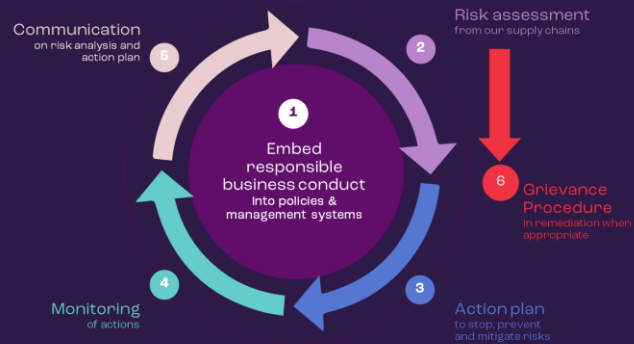 1
Embed
responsible
business conduct
Into policies &
management systems
2
Risk assessment
from our supply chains
3
Action plan
to stop, prevent
and mitigate risks
4
Monitoring
of actions
5
Communication
on risk analysis and
action plan
6
Grievance
Procedure
in remediation when
appropriate